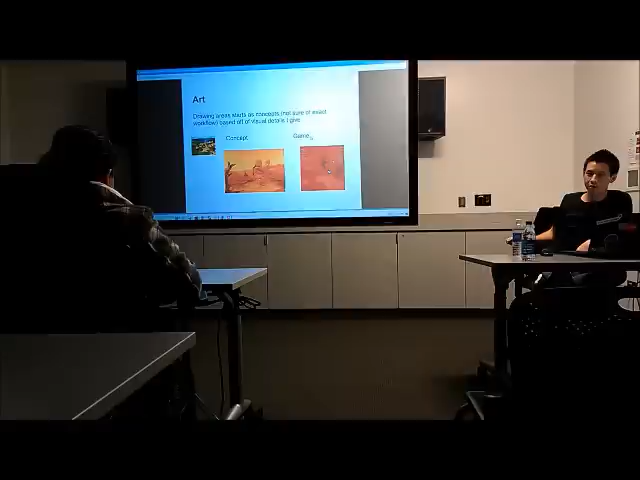 Art
Drawing areas starts as concepts (not sure of exact
workflow) based off of visual details I give
Concept
Game